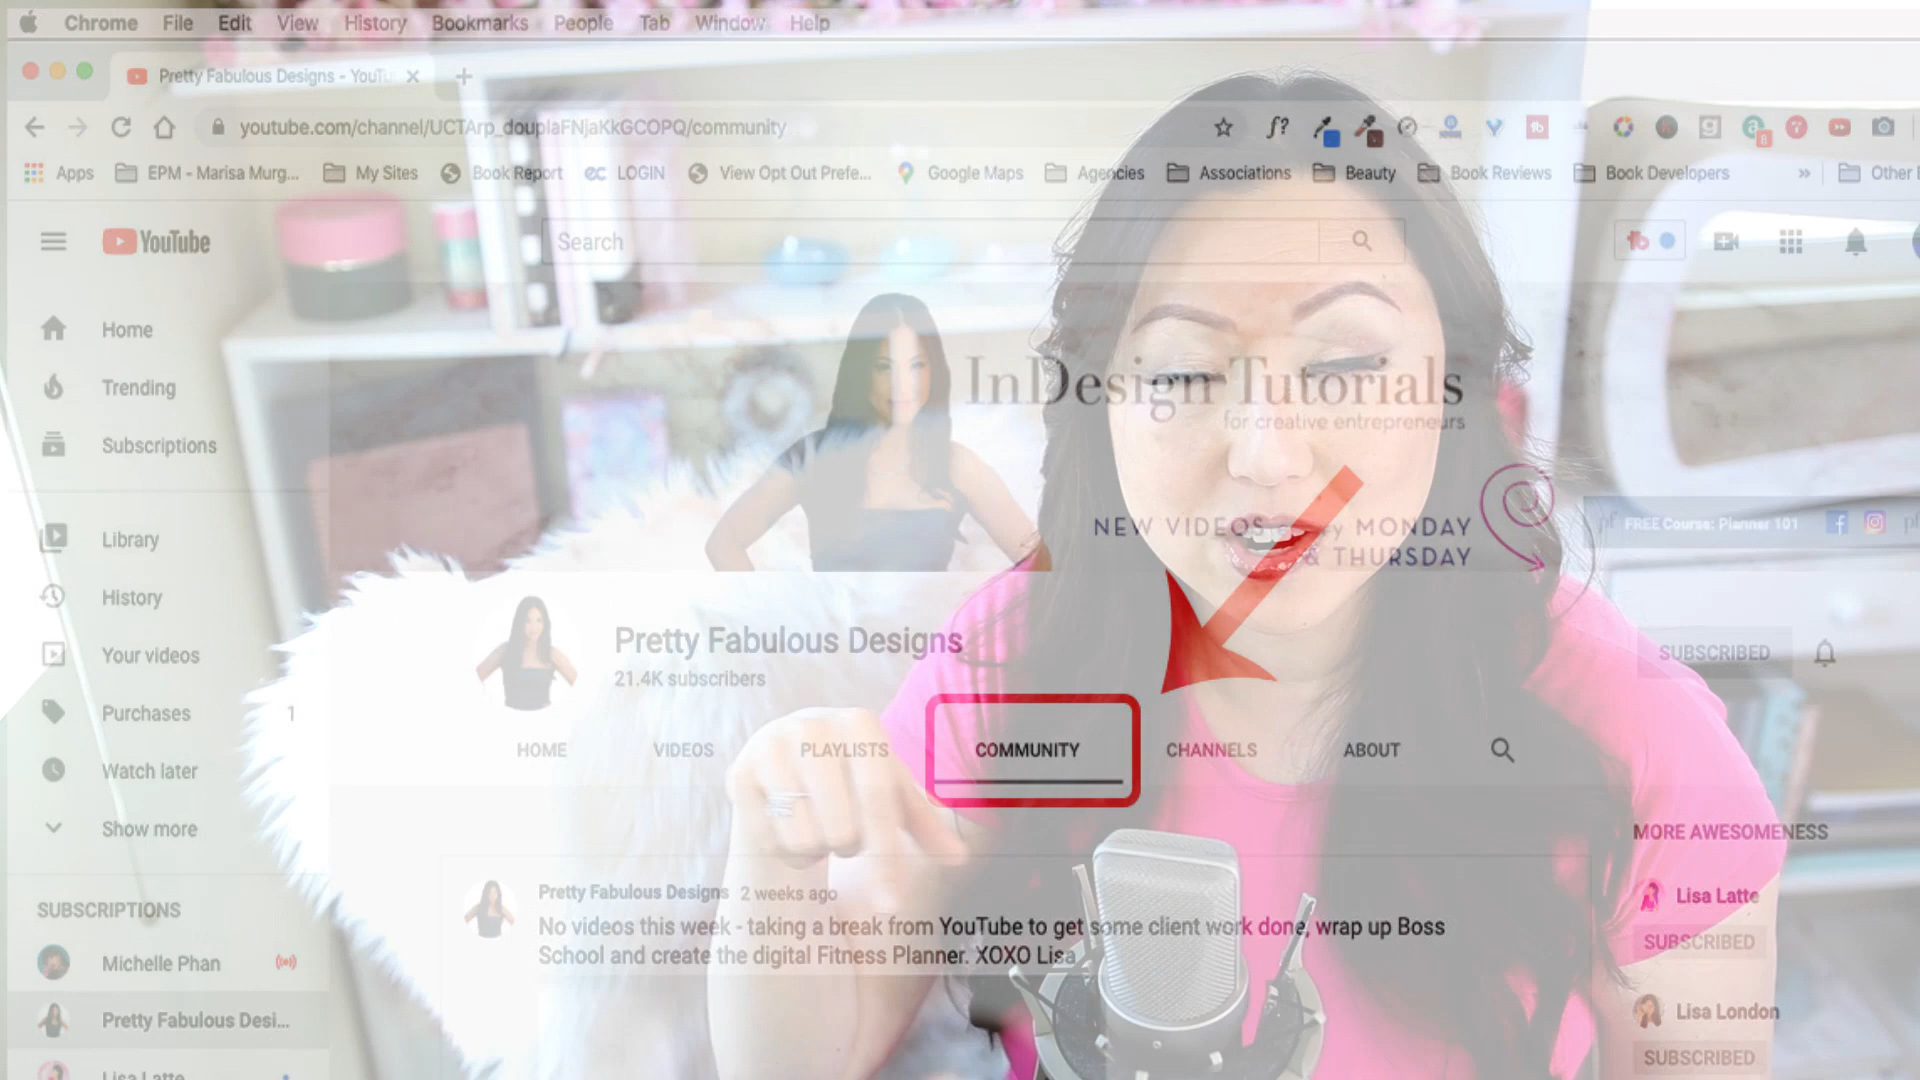 Chrome File Edit View History Bookmarks People Tab Window Help
Pretty Fabulous Designs - YouTu
youtube.com/channel/UCTArp_douplaFNjaKkGCOPQ/community
Apps EPM - Marisa Murg... My Sites Book Report ec LOGIN View Opt Out Prefe... Google Maps Agencies Associations Beauty Book Reviews Book Developers » Other
YouTube
Search
Home
Trending
Subscriptions
Library
History
Your videos
Purchases 1
Watch later
Show more
SUBSCRIPTIONS
Michelle Phan
Pretty Fabulous Desi...
Lisa Latte
InDesign Tutorials
for creative entrepreneurs
NEW VIDEOS every MONDAY
& THURSDAY
FREE Course: Planner 101
Pretty Fabulous Designs
21.4K subscribers
SUBSCRIBED
HOME VIDEOS PLAYLISTS COMMUNITY CHANNELS ABOUT
Pretty Fabulous Designs 2 weeks ago
No videos this week - taking a break from YouTube to get some client work done, wrap up Boss
School and create the digital Fitness Planner. XOXO Lisa
MORE AWESOMENESS
Lisa Latte
SUBSCRIBED
Lisa London
SUBSCRIBED